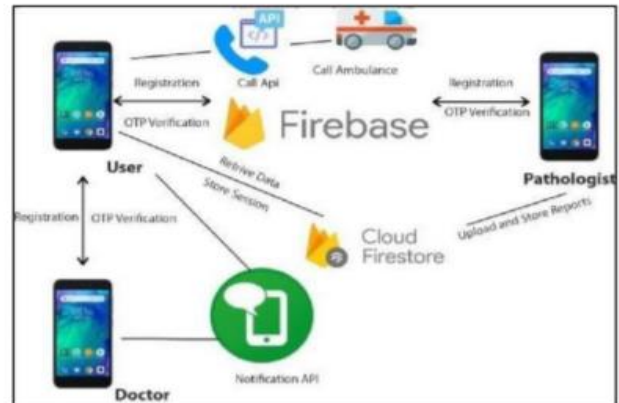 API
Call Api
Call Ambulance
Registration
OTP Verification
Firebase
Registration
OTP Verification
User
Pathologist
Retrive Data
Store Session
Upload and Store Reports
Cloud
Firestore
Registration
OTP Verification
Notification API
Doctor